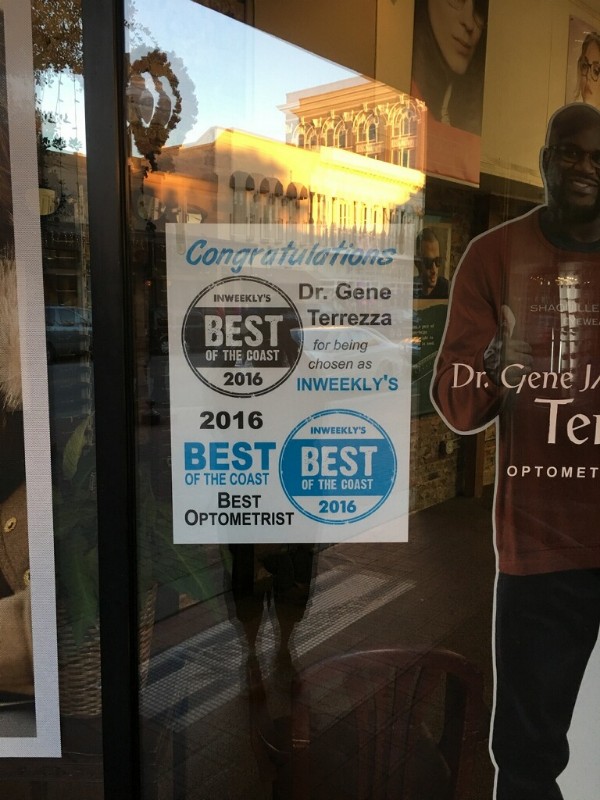 Congratulations
INWEEKLY'S
BEST
OF THE COAST
2016
Dr. Gene
Terrezza
for being
chosen as
INWEEKLY'S
2016
BEST
OF THE COAST
BEST
OPTOMETRIST
INWEEKLY'S
BEST
OF THE COAST
2016
Dr. Gene
OPTOMET